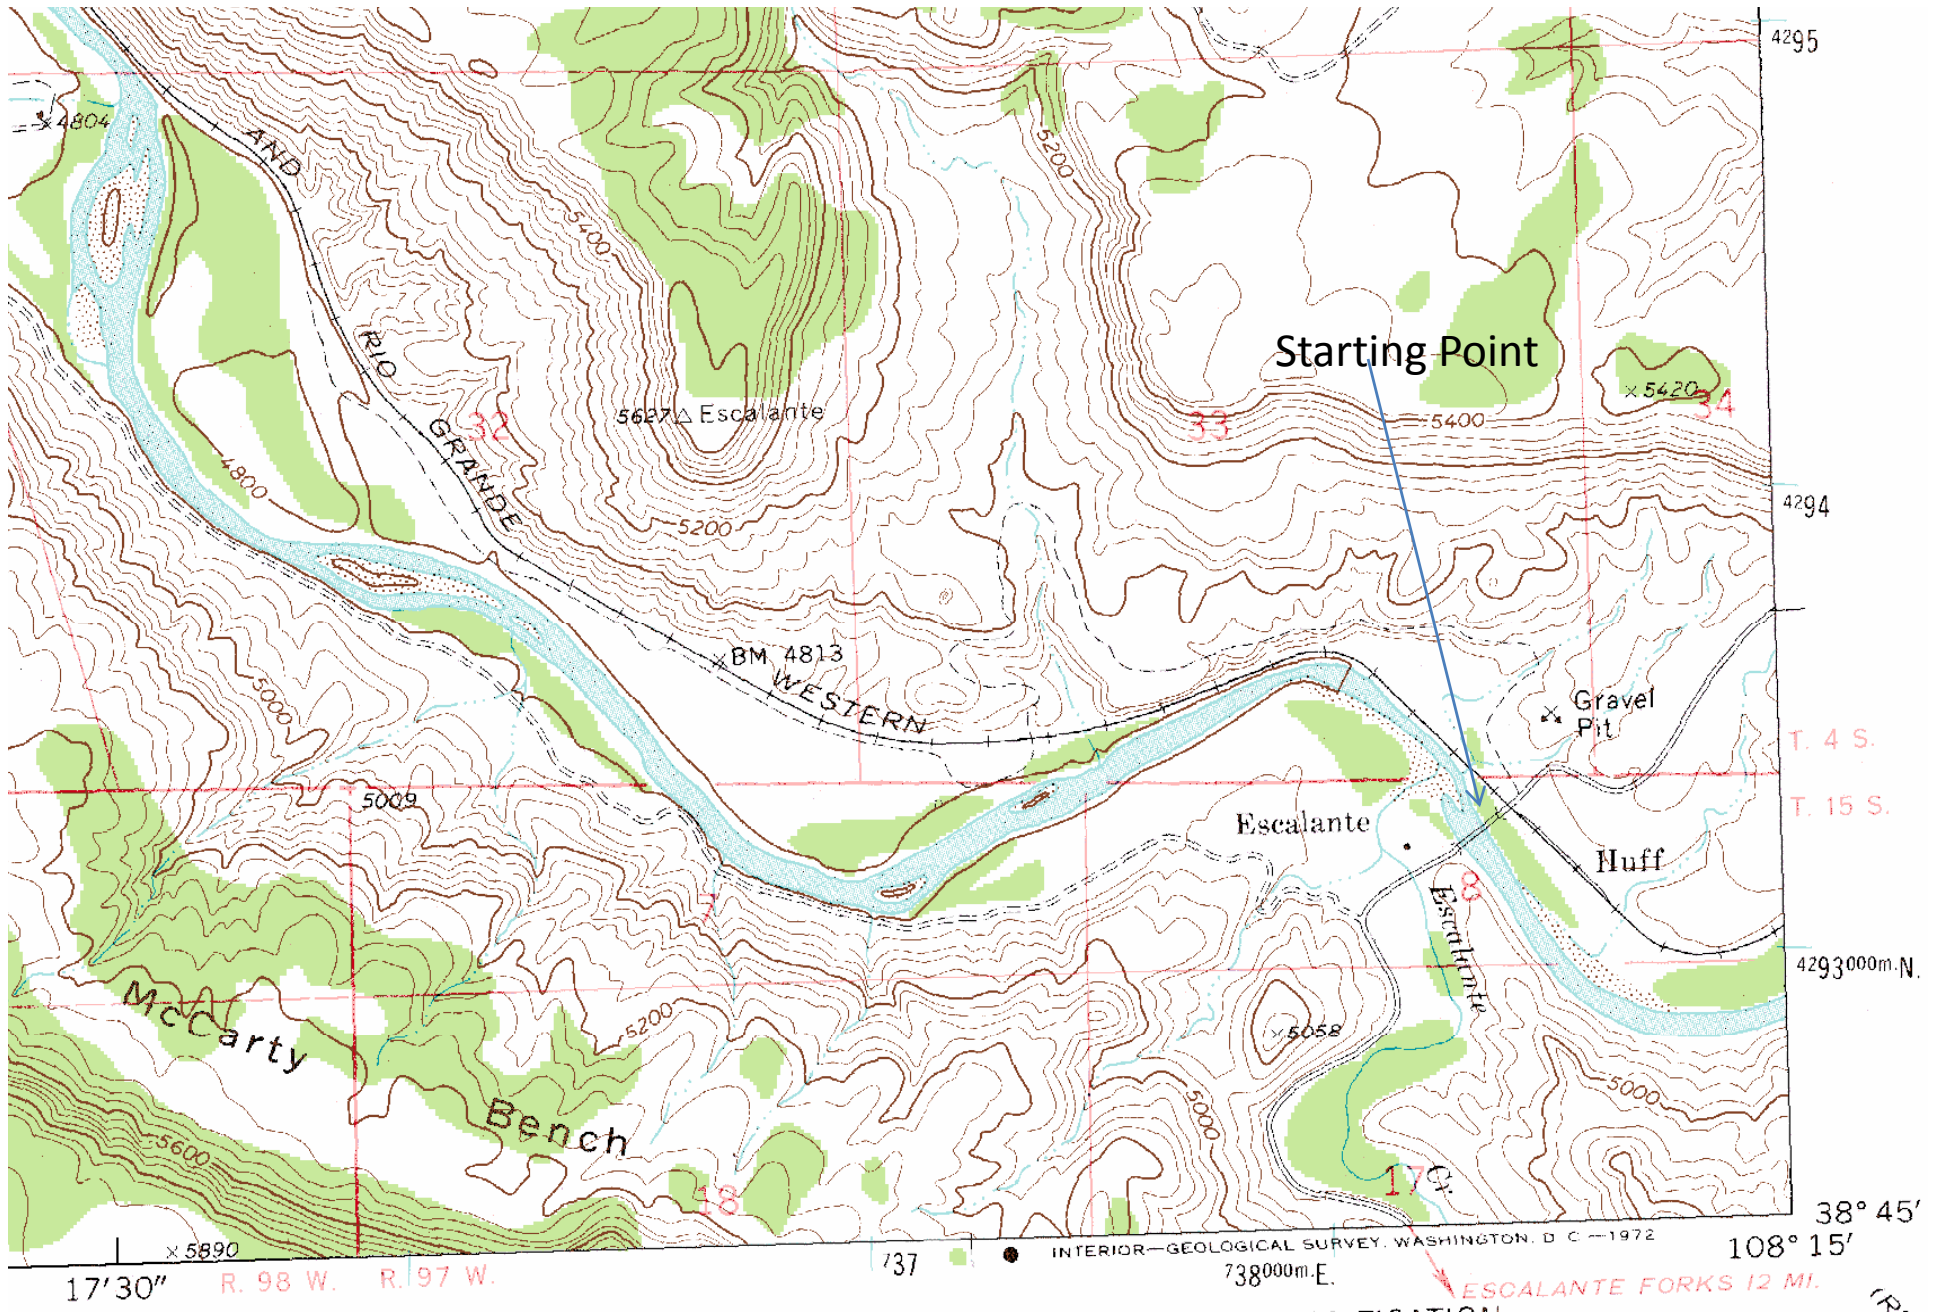 4295
×4804
AND
5200
5400
RIO
Starting Point
×5420
34
5627△ Escalante
32
33
5400
GRANDE
4800
4294
5200
BM 4813
WESTERN
5000
Gravel
Pit
T. 4 S.
5009
T. 15 S.
Escalante
Huff
7
8
Escalante
4293000m.N.
McCarty
5200
×5058
5000
5000
Bench
5600
17
Cr.
18
38° 45′
×5890
INTERIOR—GEOLOGICAL SURVEY, WASHINGTON, D C —1972
108° 15′
17′30″
R. 98 W.
R. 97 W.
737
738000m.E.
ESCALANTE FORKS 12 MI.